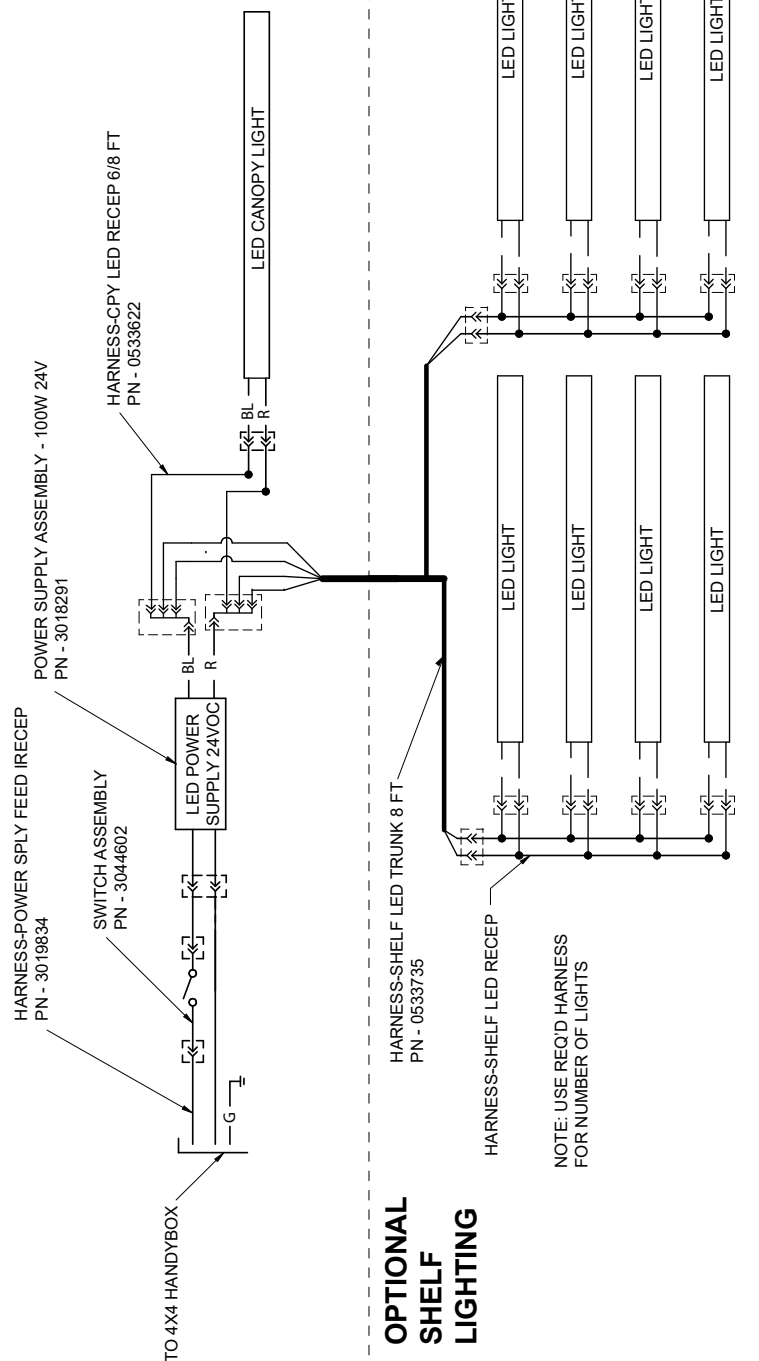 HARNESS-POWER SPLY FEED IRECEP
PN - 3019834
POWER SUPPLY ASSEMBLY - 100W 24V
PN - 3018291
HARNESS-CPY LED RECEP 6/8 FT
PN - 0533622
SWITCH ASSEMBLY
PN - 3044602
LED POWER
SUPPLY 24VOC
BL
R
BL
R
LED CANOPY LIGHT
TO 4X4 HANDYBOX
G
OPTIONAL
SHELF
LIGHTING
HARNESS-SHELF LED TRUNK 8 FT
PN - 0533735
HARNESS-SHELF LED RECEP
NOTE: USE REQ'D HARNESS
FOR NUMBER OF LIGHTS
LED LIGHT
LED LIGHT
LED LIGHT
LED LIGHT
LED LIGHT
LED LIGHT
LED LIGHT
LED LIGHT